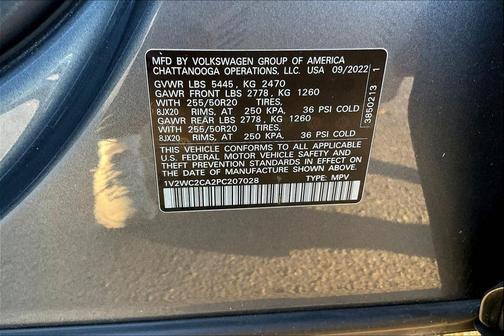 MFD BY VOLKSWAGEN GROUP OF AMERICA
CHATTANOOGA OPERATIONS, LLC. USA 09/2022
GVWR LBS 5445, KG 2470
GAWR FRONT LBS 2778, KG 1260
WITH 255/50R20 TIRES,
8JX20 RIMS, AT 250 KPA, 36 PSI COLD
GAWR REAR LBS 2778, KG 1260
WITH 255/50R20 TIRES,
8JX20 RIMS, AT 250 KPA, 36 PSI COLD
THIS VEHICLE CONFORMS TO ALL APPLICABLE
U.S. FEDERAL MOTOR VEHICLE SAFETY AND
THEFT PREVENTION STANDARDS IN EFFECT ON
THE DATE OF MANUFACTURE SHOWN ABOVE.
1V2WC2CA2PC207028 TYPE: MPV
3850213 1